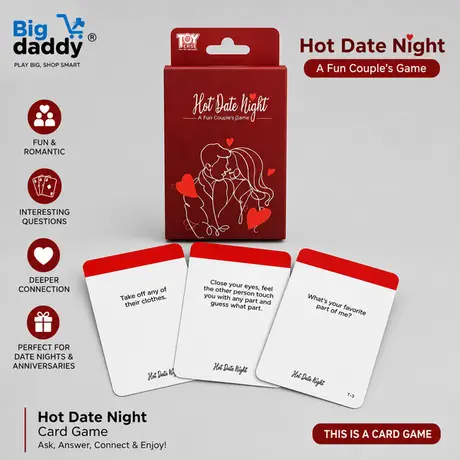 Big
daddy®
PLAY BIG, SHOP SMART
Hot Date Night
A Fun Couple's Game
TOY
VERSE
Hot Date Night
A Fun Couple's Game
FUN &
ROMANTIC
INTERESTING
QUESTIONS
DEEPER
CONNECTION
PERFECT FOR
DATE NIGHTS &
ANNIVERSARIES
Take off any of
their clothes.
Hot Date Night
Close your eyes, feel
the other person touch
you with any part and
guess what part.
Hot Date Night
What's your favorite
part of me?
Hot Date Night
T-3
Hot Date Night
Card Game
Ask, Answer, Connect & Enjoy!
THIS IS A CARD GAME